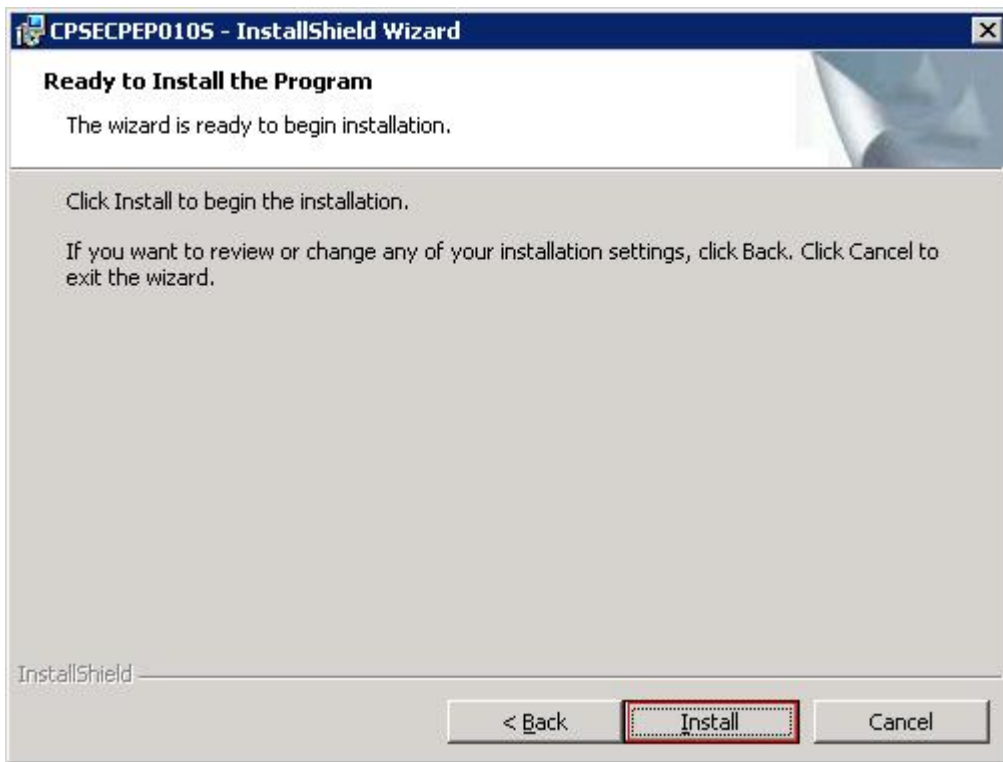 CPSECPEP010S - InstallShield Wizard
Ready to Install the Program
The wizard is ready to begin installation.
Click Install to begin the installation.
If you want to review or change any of your installation settings, click Back. Click Cancel to
exit the wizard.
InstallShield
< Back
Install
Cancel